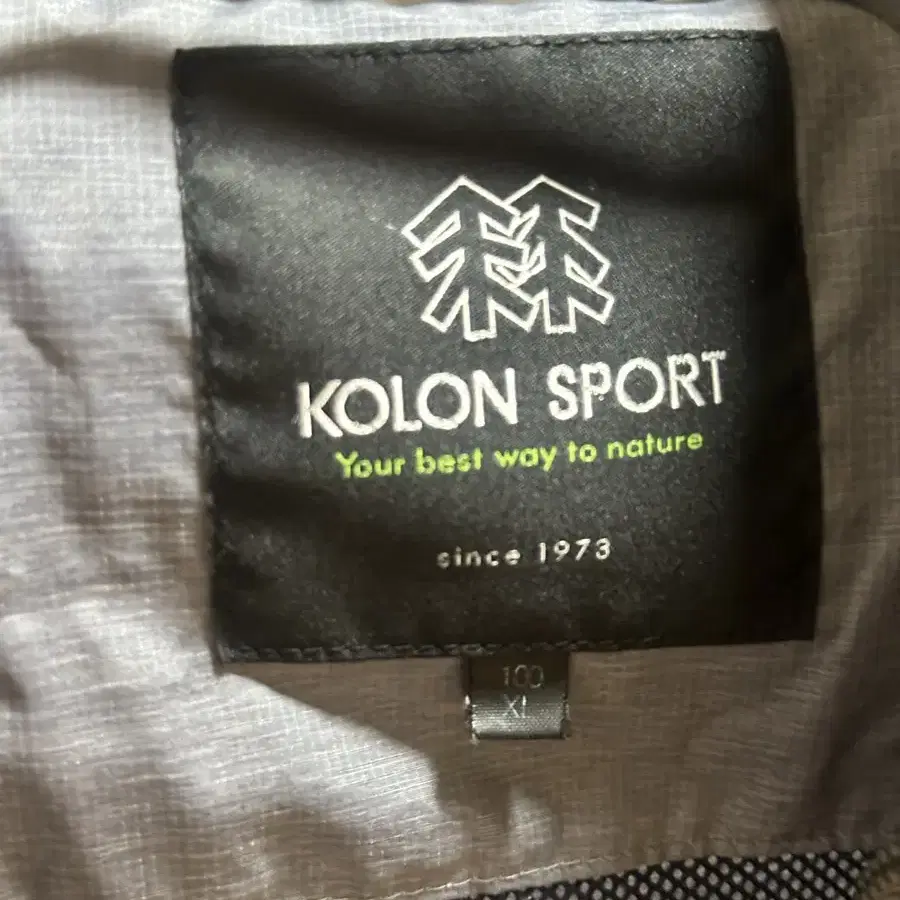 KOLON SPORT
Your best way to nature
since 1973
100
XL